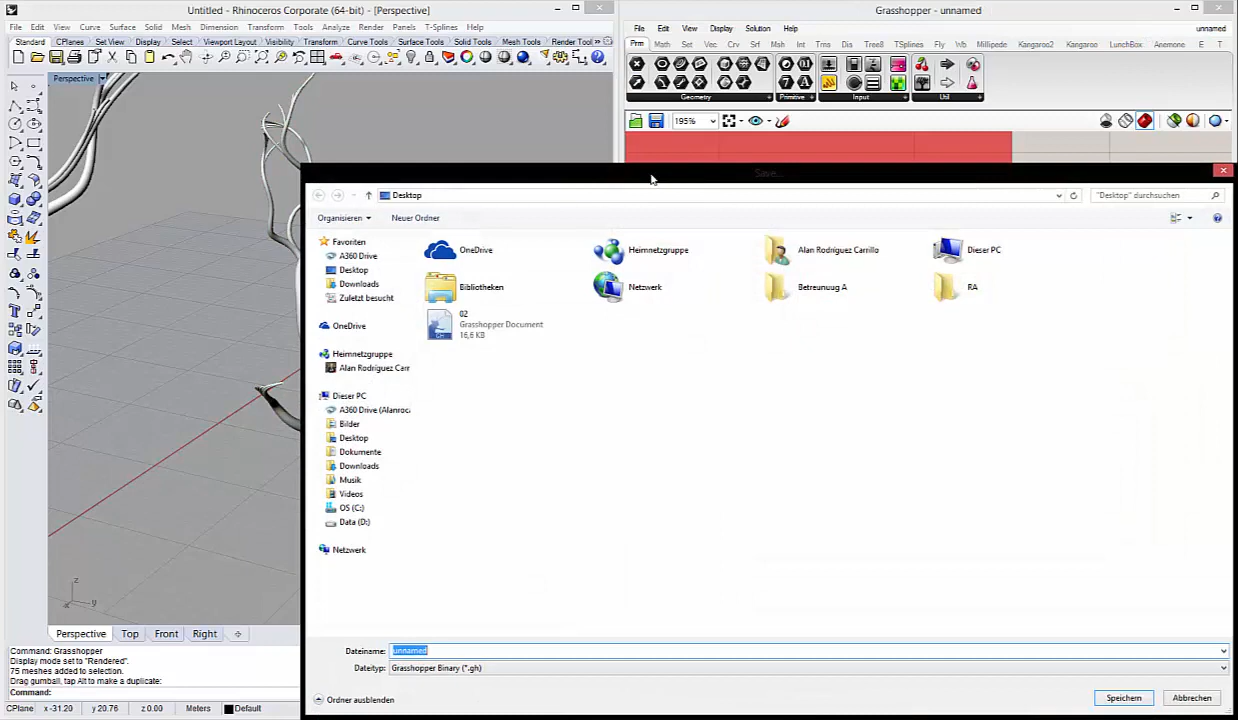 Untitled - Rhinoceros Corporate (64-bit) - [Perspective]
File Edit View Curve Surface Solid Mesh Dimension Transform Tools Analyze Render Panels T-Splines Help
Standard CPlanes Set View Display Select Viewport Layout Visibility Transform Curve Tools Surface Tools Solid Tools Mesh Tools Render Tool
Perspective
Grasshopper - unnamed
File Edit View Display Solution Help unnamed
Prm Math Set Vec Crv Srf Msh Int Trns Dis Tree8 TSplines Fly Wb Millipede Kangaroo2 Kangaroo LunchBox Anemone E T
Geometry Primitive Input Util
195%
Save...
Desktop
"Desktop" durchsuchen
Organisieren Neuer Ordner
Favoriten
A360 Drive
Desktop
Downloads
Zuletzt besucht
OneDrive
Heimnetzgruppe
Alan Rodríguez Carr
Dieser PC
A360 Drive (Alanroc
Bilder
Desktop
Dokumente
Downloads
Musik
Videos
OS (C:)
Data (D:)
Netzwerk
OneDrive Heimnetzgruppe Alan Rodríguez Carrillo Dieser PC
Bibliotheken Netzwerk Betreunuug A RA
02
Grasshopper Document
16,6 KB
Dateiname: unnamed
Dateityp: Grasshopper Binary (*.gh)
Ordner ausblenden
Speichern Abbrechen
Perspective Top Front Right
Command: Grasshopper
Display mode set to "Rendered".
75 meshes added to selection.
Drag gumball, tap Alt to make a duplicate:
Command:
CPlane x -31.20 y 20.76 z 0.00 Meters Default